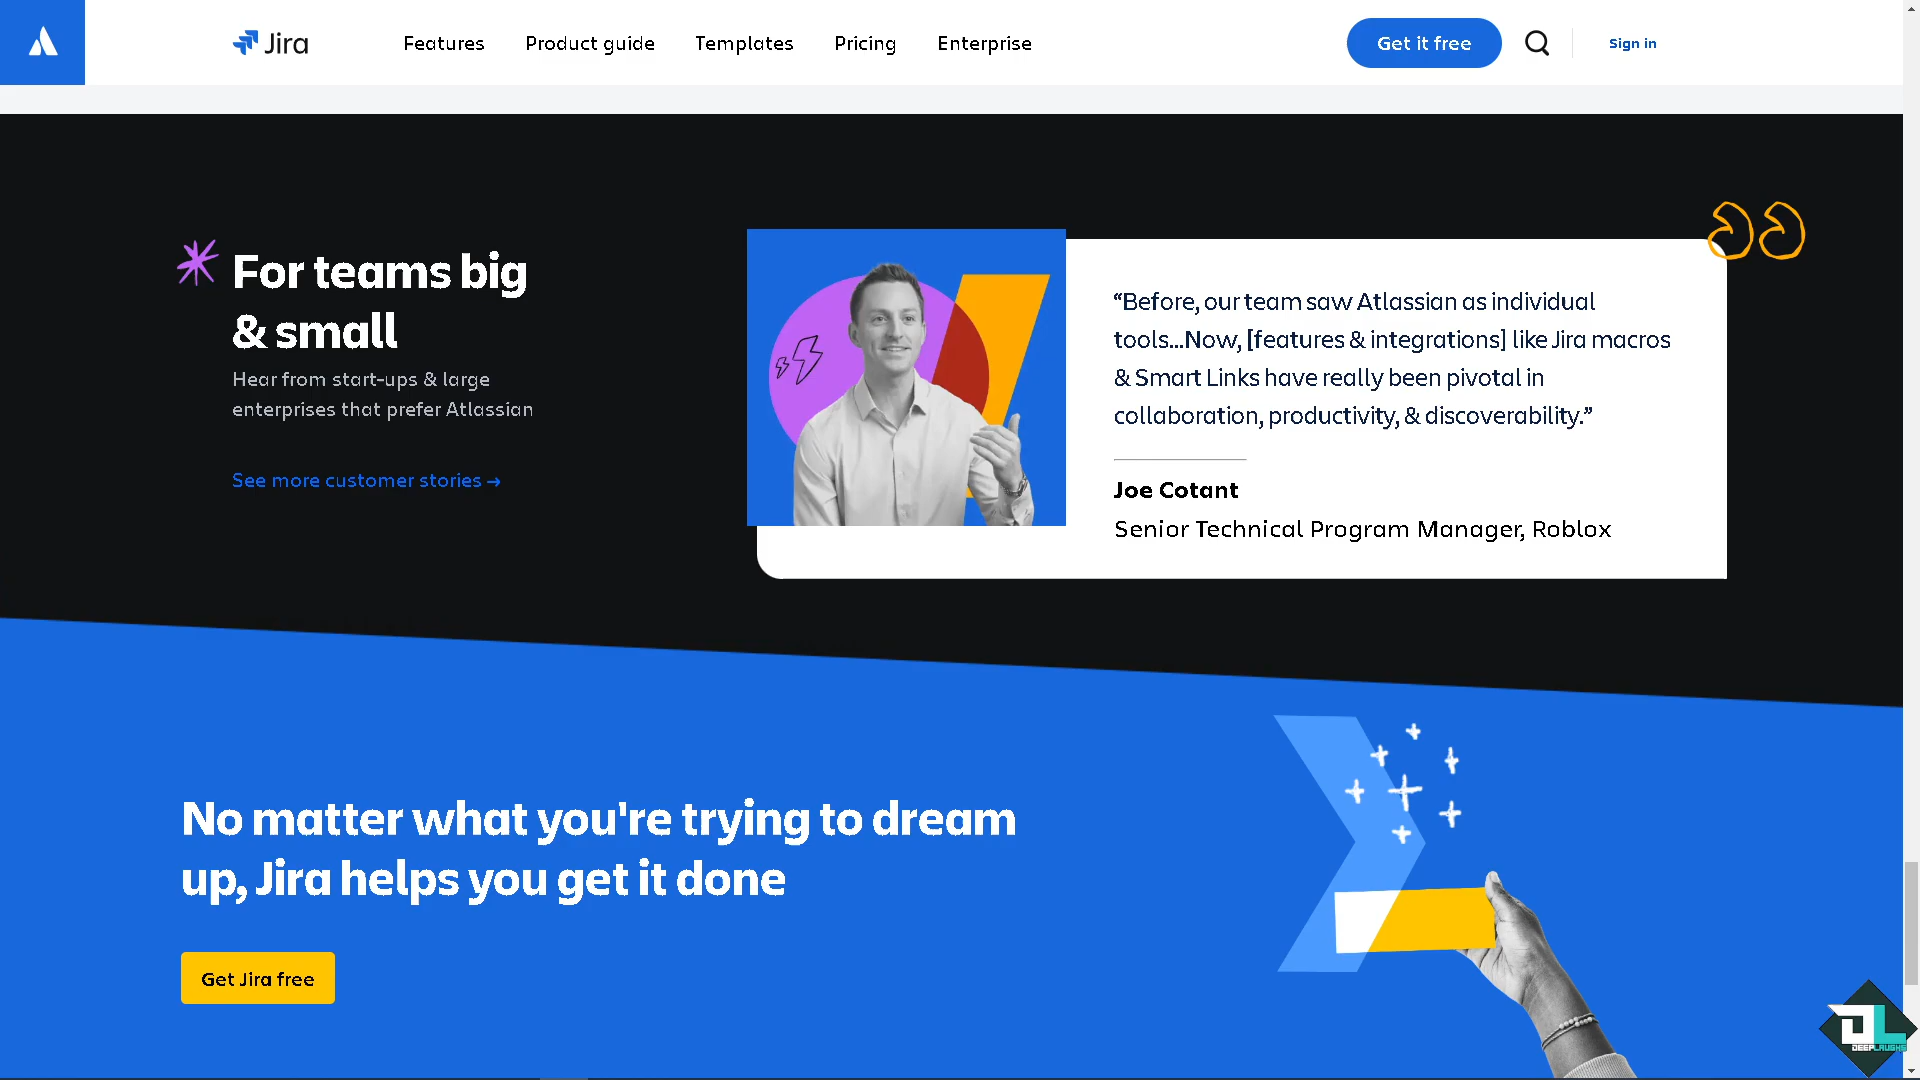 Jira
Features
Product guide
Templates
Pricing
Enterprise
Get it free
Sign in
For teams big
& small
Hear from start-ups & large
enterprises that prefer Atlassian
See more customer stories →
“Before, our team saw Atlassian as individual
tools...Now, [features & integrations] like Jira macros
& Smart Links have really been pivotal in
collaboration, productivity, & discoverability.”
Joe Cotant
Senior Technical Program Manager, Roblox
No matter what you're trying to dream
up, Jira helps you get it done
Get Jira free
DL
DEEPLAUGHS